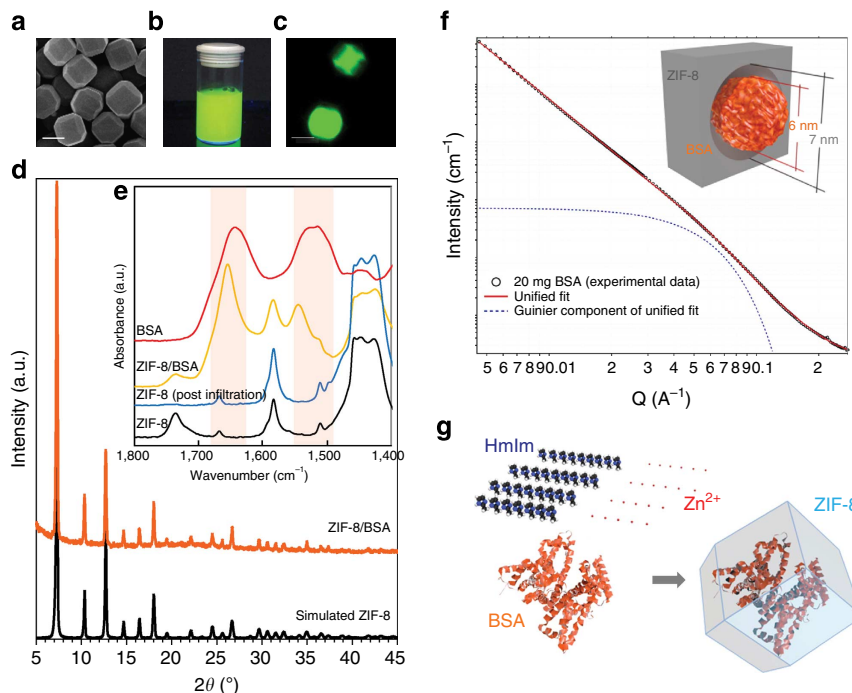 a
b
c
d
Intensity (a.u.)
ZIF-8/BSA
Simulated ZIF-8
5 10 15 20 25 30 35 40 45
2θ (°)
e
Absorbance (a.u.)
BSA
ZIF-8/BSA
ZIF-8 (post infiltration)
ZIF-8
1,800 1,700 1,600 1,500 1,400
Wavenumber (cm⁻¹)
f
Intensity (cm⁻¹)
ZIF-8
BSA
6 nm
7 nm
20 mg BSA (experimental data)
Unified fit
Guinier component of unified fit
5 6 7 8 9 0.01 2 3 4 5 6 7 8 9 0.1 2
Q (A⁻¹)
g
HmIm
Zn²⁺
ZIF-8
BSA